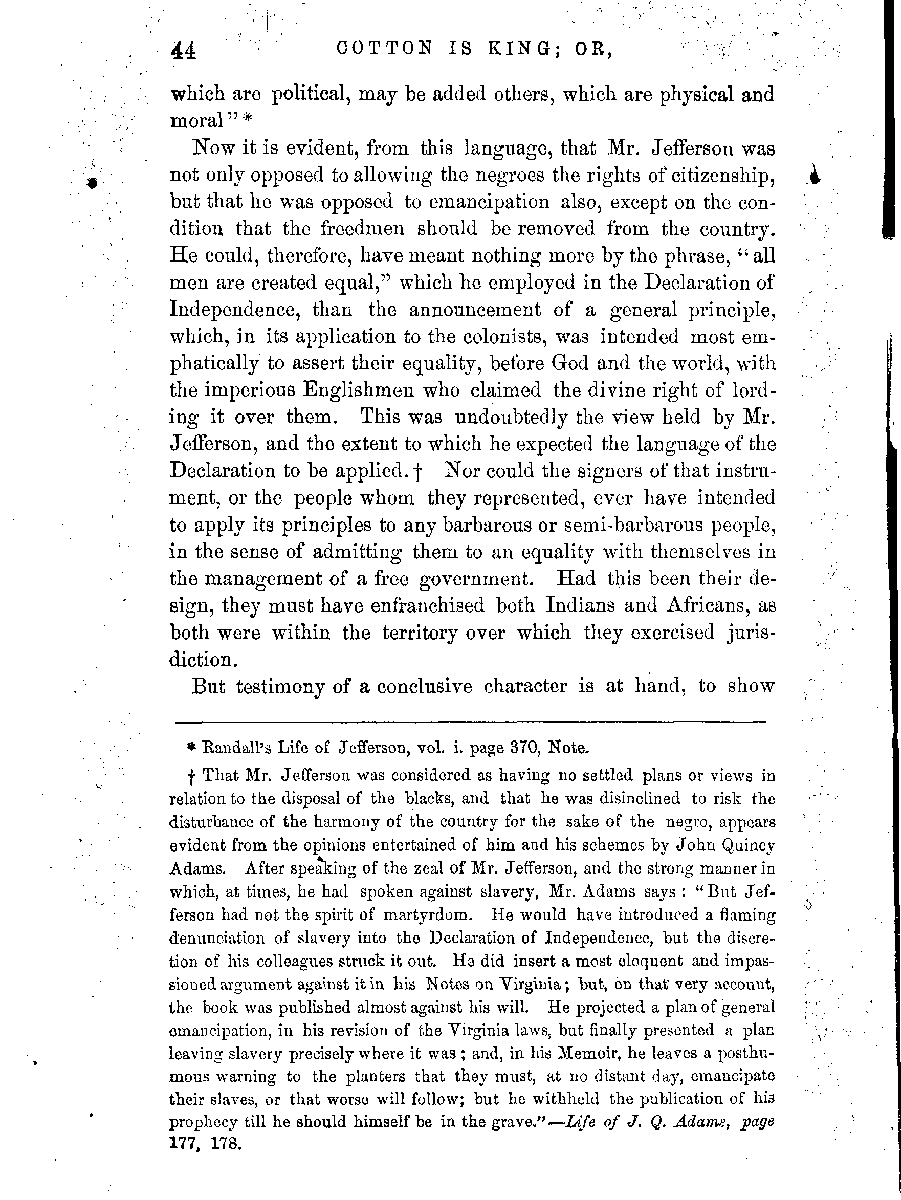 44 COTTON IS KING; OR,
which are political, may be added others, which are physical and
moral" *
Now it is evident, from this language, that Mr. Jefferson was
not only opposed to allowing the negroes the rights of citizenship,
but that he was opposed to emancipation also, except on the con-
dition that the freedmen should be removed from the country.
He could, therefore, have meant nothing more by the phrase, "all
men are created equal," which he employed in the Declaration of
Independence, than the announcement of a general principle,
which, in its application to the colonists, was intended most em-
phatically to assert their equality, before God and the world, with
the imperious Englishmen who claimed the divine right of lord-
ing it over them. This was undoubtedly the view held by Mr.
Jefferson, and the extent to which he expected the language of the
Declaration to be applied.† Nor could the signers of that instru-
ment, or the people whom they represented, ever have intended
to apply its principles to any barbarous or semi-barbarous people,
in the sense of admitting them to an equality with themselves in
the management of a free government. Had this been their de-
sign, they must have enfranchised both Indians and Africans, as
both were within the territory over which they exercised juris-
diction.
But testimony of a conclusive character is at hand, to show
* Randall's Life of Jefferson, vol. i. page 370, Note.
† That Mr. Jefferson was considered as having no settled plans or views in
relation to the disposal of the blacks, and that he was disinclined to risk the
disturbance of the harmony of the country for the sake of the negro, appears
evident from the opinions entertained of him and his schemes by John Quincy
Adams. After speaking of the zeal of Mr. Jefferson, and the strong manner in
which, at times, he had spoken against slavery, Mr. Adams says: "But Jef-
ferson had not the spirit of martyrdom. He would have introduced a flaming
denunciation of slavery into the Declaration of Independence, but the discre-
tion of his colleagues struck it out. He did insert a most eloquent and impas-
sioned argument against it in his Notes on Virginia; but, on that very account,
the book was published almost against his will. He projected a plan of general
emancipation, in his revision of the Virginia laws, but finally presented a plan
leaving slavery precisely where it was; and, in his Memoir, he leaves a posthu-
mous warning to the planters that they must, at no distant day, emancipate
their slaves, or that worse will follow; but he withheld the publication of his
prophecy till he should himself be in the grave."—Life of J. Q. Adams, page
177, 178.